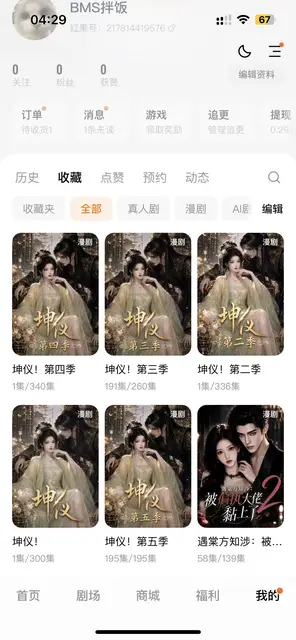 BMS拌饭
04:29
67
红果号: 217814419576
0
0
0
关注
粉丝
获赞
编辑资料
订单
消息
游戏
追更
提现
待收货1
1条未读
领取奖励
管理追更
历史
收藏
点赞
预约
动态
收藏夹
全部
真人剧
漫剧
AI剧
编辑
漫剧
坤仪
第四季
漫剧
坤仪
第三季
漫剧
坤仪
第二季
坤仪！第四季
坤仪！第三季
坤仪！第二季
1集/340集
191集/260集
1集/336集
漫剧
坤仪
漫剧
坤仪
第五季
漫剧
被偏执大佬
黏上了
2
坤仪！
坤仪！第五季
遇棠方知涉：被...
1集/300集
195集/195集
58集/139集
首页
剧场
商城
福利
我的